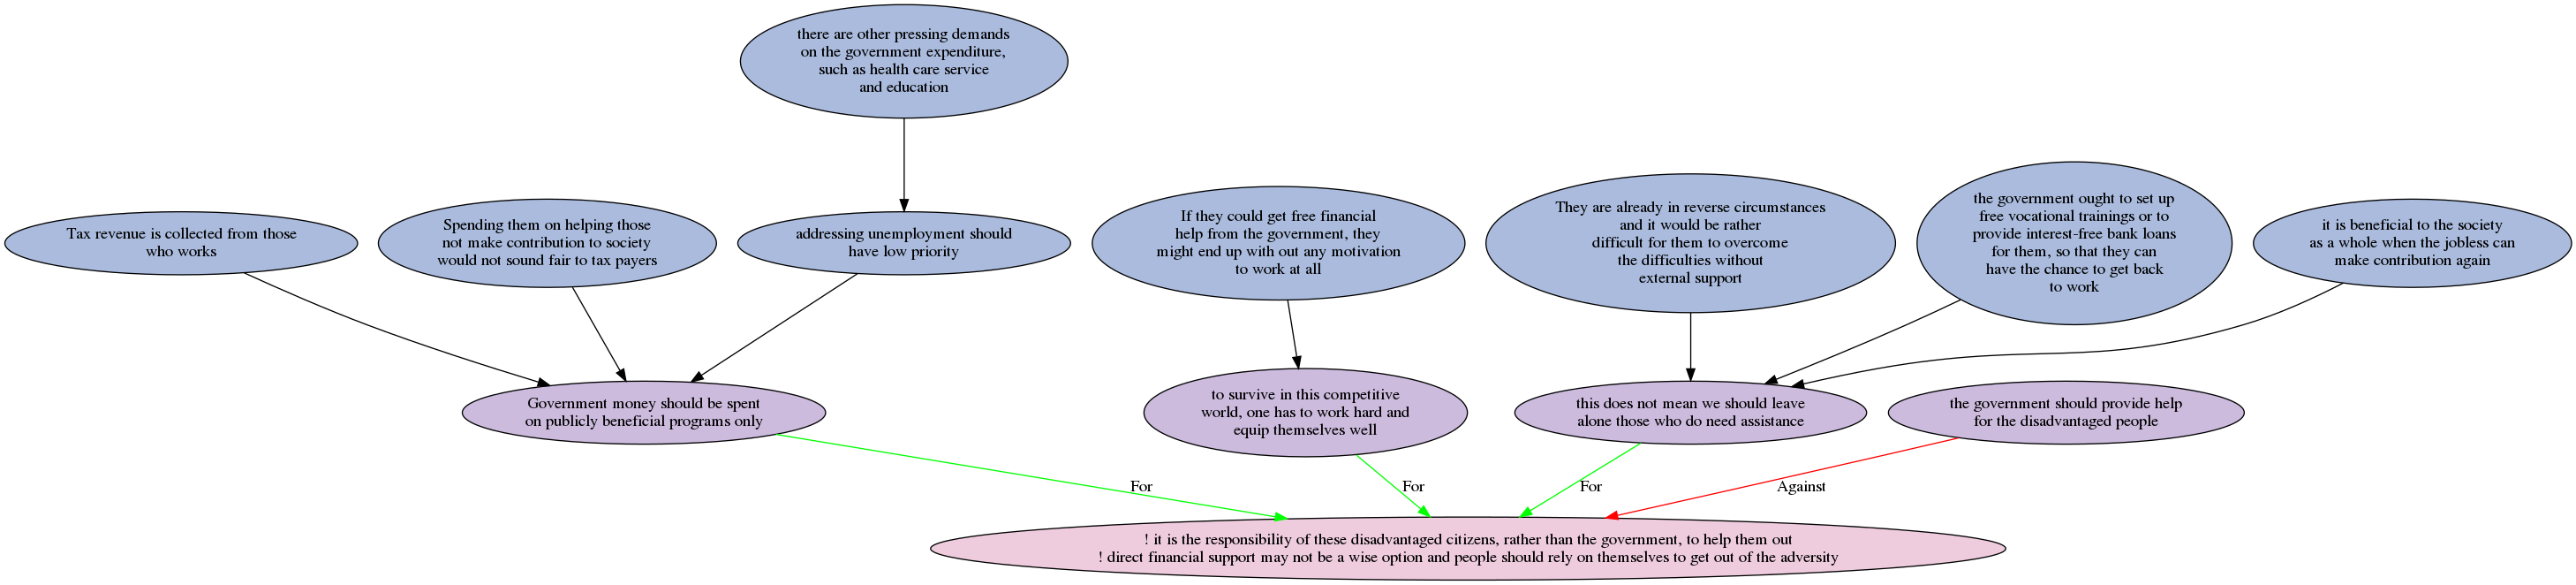 there are other pressing demands
on the government expenditure,
such as health care service
and education
Tax revenue is collected from those
who works
Spending them on helping those
not make contribution to society
would not sound fair to tax payers
addressing unemployment should
have low priority
If they could get free financial
help from the government, they
might end up with out any motivation
to work at all
They are already in reverse circumstances
and it would be rather
difficult for them to overcome
the difficulties without
external support
the government ought to set up
free vocational trainings or to
provide interest-free bank loans
for them, so that they can
have the chance to get back
to work
it is beneficial to the society
as a whole when the jobless can
make contribution again
Government money should be spent
on publicly beneficial programs only
to survive in this competitive
world, one has to work hard and
equip themselves well
this does not mean we should leave
alone those who do need assistance
the government should provide help
for the disadvantaged people
For
For
For
Against
! it is the responsibility of these disadvantaged citizens, rather than the government, to help them out
! direct financial support may not be a wise option and people should rely on themselves to get out of the adversity